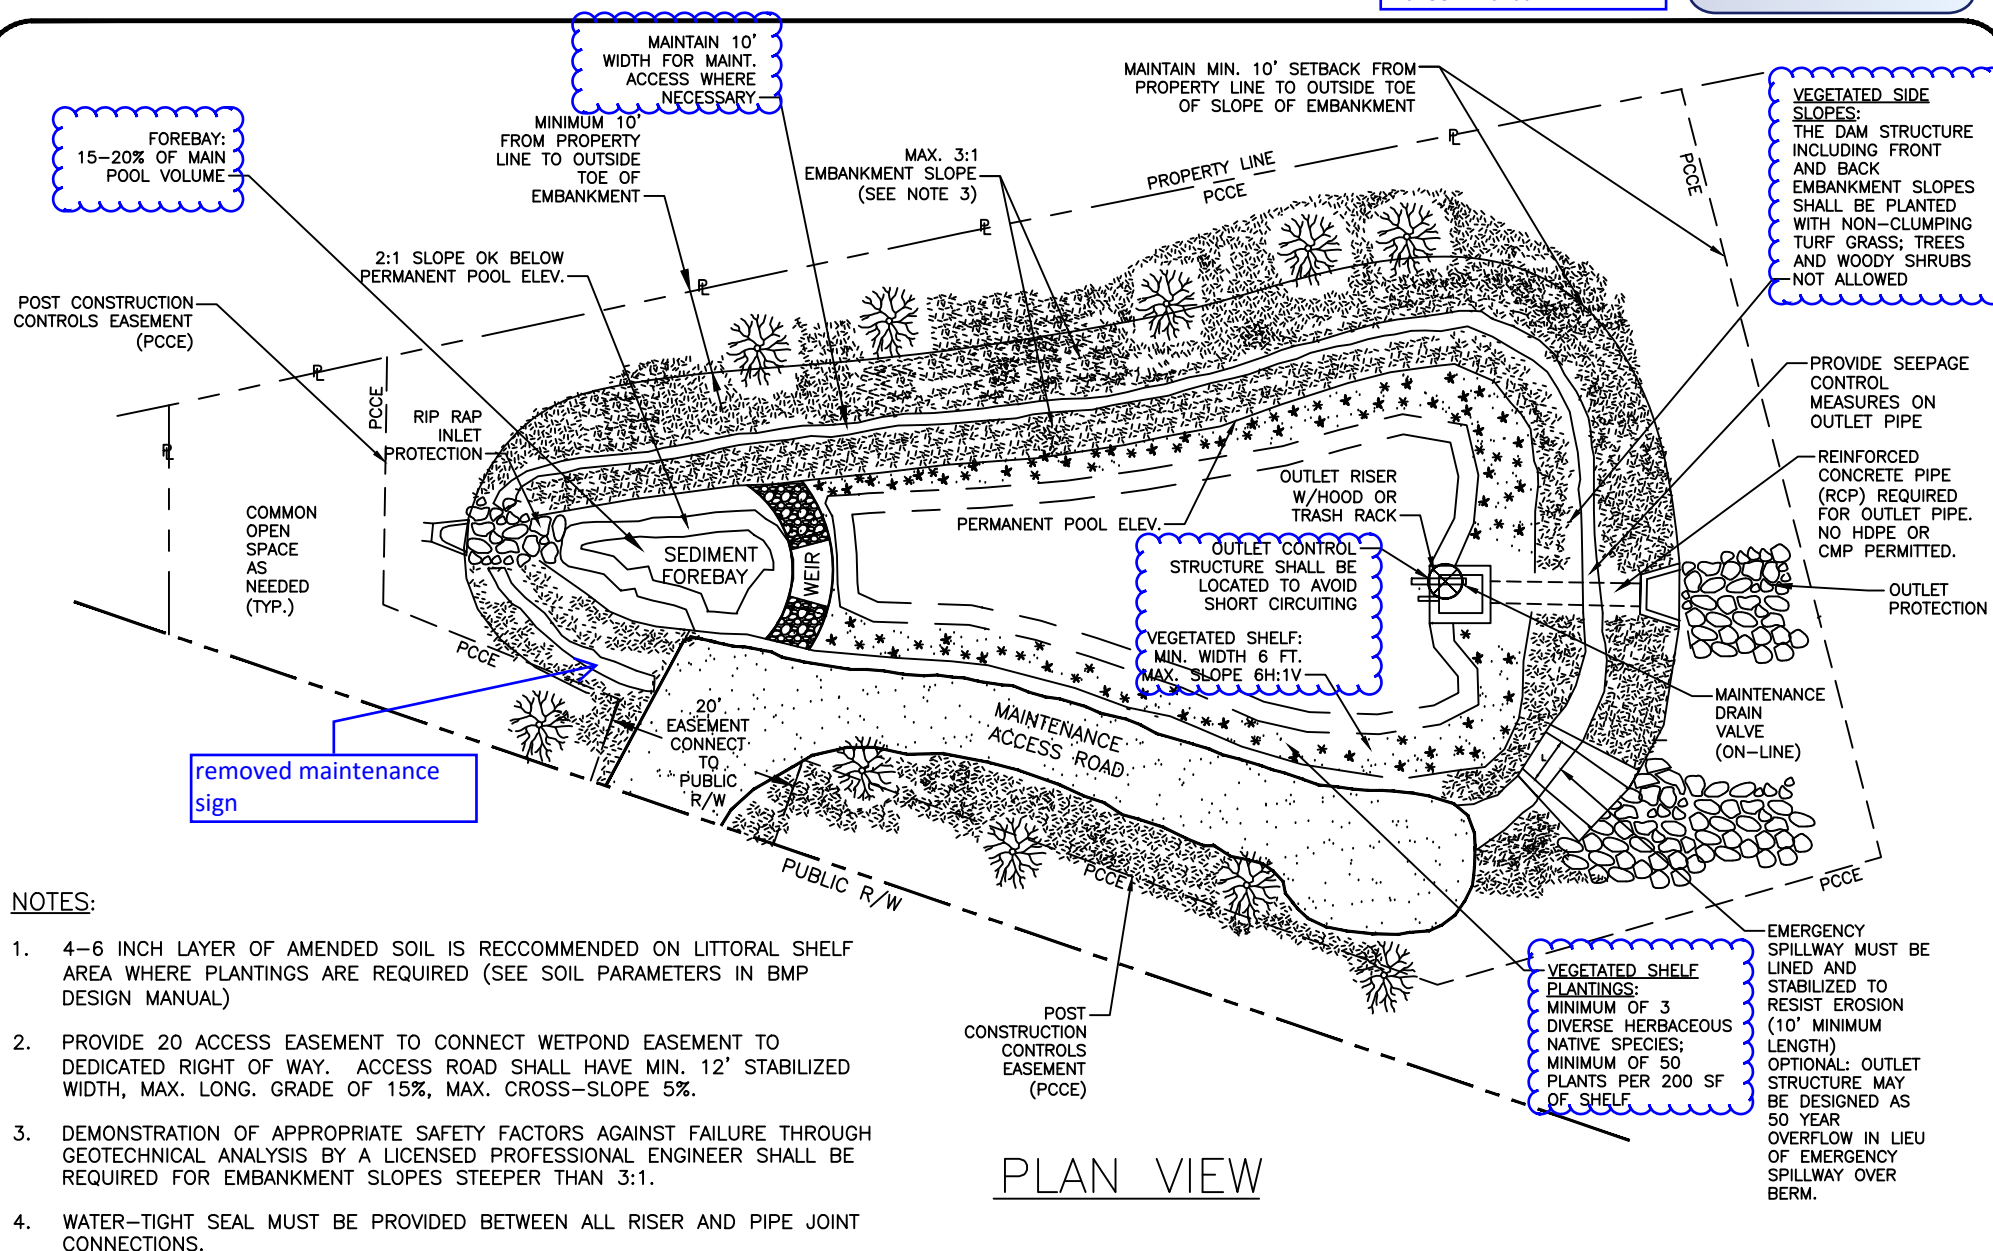 MAINTAIN 10'
WIDTH FOR MAINT.
ACCESS WHERE
NECESSARY
MAINTAIN MIN. 10' SETBACK FROM
PROPERTY LINE TO OUTSIDE TOE
OF SLOPE OF EMBANKMENT
VEGETATED SIDE
SLOPES:
THE DAM STRUCTURE
INCLUDING FRONT
AND BACK
EMBANKMENT SLOPES
SHALL BE PLANTED
WITH NON-CLUMPING
TURF GRASS; TREES
AND WOODY SHRUBS
NOT ALLOWED
FOREBAY:
15-20% OF MAIN
POOL VOLUME
MINIMUM 10'
FROM PROPERTY
LINE TO OUTSIDE
TOE OF
EMBANKMENT
MAX. 3:1
EMBANKMENT SLOPE
(SEE NOTE 3)
PROPERTY LINE
PCCE
PCCE
PL
PL
PL
PL
PL
2:1 SLOPE OK BELOW
PERMANENT POOL ELEV.
POST CONSTRUCTION
CONTROLS EASEMENT
(PCCE)
PCCE
RIP RAP
INLET
PROTECTION
PROVIDE SEEPAGE
CONTROL
MEASURES ON
OUTLET PIPE
REINFORCED
CONCRETE PIPE
(RCP) REQUIRED
FOR OUTLET PIPE.
NO HDPE OR
CMP PERMITTED.
OUTLET
PROTECTION
COMMON
OPEN
SPACE
AS
NEEDED
(TYP.)
SEDIMENT
FOREBAY
WEIR
PERMANENT POOL ELEV.
OUTLET RISER
W/HOOD OR
TRASH RACK
OUTLET CONTROL
STRUCTURE SHALL BE
LOCATED TO AVOID
SHORT CIRCUITING
VEGETATED SHELF:
MIN. WIDTH 6 FT.
MAX. SLOPE 6H:1V
PCCE
removed maintenance
sign
20'
EASEMENT
CONNECT
TO
PUBLIC
R/W
MAINTENANCE
ACCESS ROAD
MAINTENANCE
DRAIN
VALVE
(ON-LINE)
PUBLIC R/W
PCCE
PCCE
POST
CONSTRUCTION
CONTROLS
EASEMENT
(PCCE)
VEGETATED SHELF
PLANTINGS:
MINIMUM OF 3
DIVERSE HERBACEOUS
NATIVE SPECIES;
MINIMUM OF 50
PLANTS PER 200 SF
OF SHELF
EMERGENCY
SPILLWAY MUST BE
LINED AND
STABILIZED TO
RESIST EROSION
(10' MINIMUM
LENGTH)
OPTIONAL: OUTLET
STRUCTURE MAY
BE DESIGNED AS
50 YEAR
OVERFLOW IN LIEU
OF EMERGENCY
SPILLWAY OVER
BERM.
NOTES:
1. 4-6 INCH LAYER OF AMENDED SOIL IS RECCOMMENDED ON LITTORAL SHELF
AREA WHERE PLANTINGS ARE REQUIRED (SEE SOIL PARAMETERS IN BMP
DESIGN MANUAL)
2. PROVIDE 20 ACCESS EASEMENT TO CONNECT WETPOND EASEMENT TO
DEDICATED RIGHT OF WAY. ACCESS ROAD SHALL HAVE MIN. 12' STABILIZED
WIDTH, MAX. LONG. GRADE OF 15%, MAX. CROSS-SLOPE 5%.
3. DEMONSTRATION OF APPROPRIATE SAFETY FACTORS AGAINST FAILURE THROUGH
GEOTECHNICAL ANALYSIS BY A LICENSED PROFESSIONAL ENGINEER SHALL BE
REQUIRED FOR EMBANKMENT SLOPES STEEPER THAN 3:1.
4. WATER-TIGHT SEAL MUST BE PROVIDED BETWEEN ALL RISER AND PIPE JOINT
CONNECTIONS.
PLAN VIEW